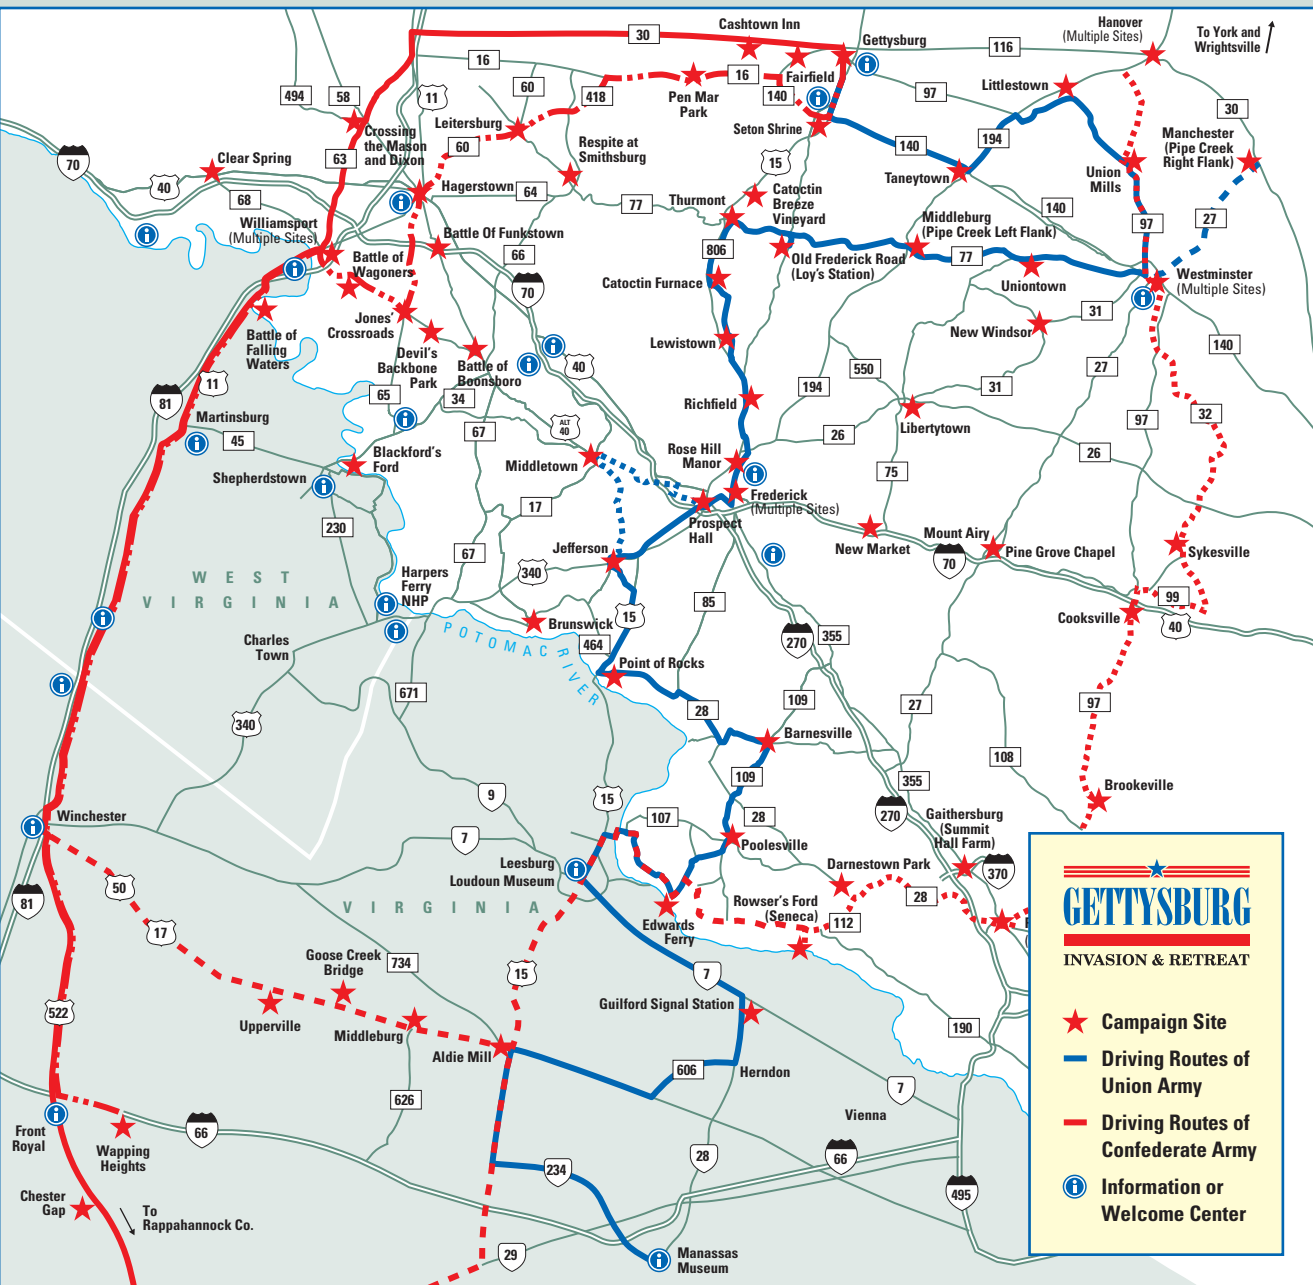 Cashtown Inn
30
Gettysburg
116
Hanover
(Multiple Sites)
To York and
Wrightsville
16
60
494
58
11
418
Pen Mar
Park
16
140
Fairfield
97
Littlestown
30
Leitersburg
Crossing
the Mason
and Dixon
63
60
Seton Shrine
140
194
Manchester
(Pipe Creek
Right Flank)
70
40
Clear Spring
68
Respite at
Smithsburg
15
Taneytown
Union
Mills
Hagerstown
64
77
Thurmont
Catoctin
Breeze
Vineyard
140
97
27
Williamsport
(Multiple Sites)
Battle Of Funkstown
66
806
Middleburg
(Pipe Creek Left Flank)
Old Frederick Road
(Loy's Station)
77
Battle of
Wagoners
70
Catoctin Furnace
Uniontown
Westminster
(Multiple Sites)
Battle of
Falling
Waters
Jones'
Crossroads
Devil's
Backbone
Park
Battle of
Boonsboro
Lewistown
New Windsor
31
140
81
11
65
34
40
Richfield
194
550
31
27
Martinsburg
45
67
ALT
40
26
Libertytown
97
32
Shepherdstown
Blackford's
Ford
Middletown
Rose Hill
Manor
75
26
230
17
Frederick
(Multiple Sites)
Prospect
Hall
New Market
Mount Airy
70
Pine Grove Chapel
Sykesville
67
Jefferson
340
WEST
VIRGINIA
Harpers
Ferry
NHP
85
15
99
Cooksville
40
Brunswick
464
POTOMAC
RIVER
270
355
Charles
Town
Point of Rocks
671
340
28
109
27
97
Barnesville
108
109
355
9
15
28
270
Brookeville
Winchester
7
107
Poolesville
Gaithersburg
(Summit
Hall Farm)
370
Leesburg
Loudoun Museum
Darnestown Park
50
81
VIRGINIA
Edwards
Ferry
Rowser's Ford
(Seneca)
112
28
17
Goose Creek
Bridge
734
15
7
522
Upperville
Middleburg
Guilford Signal Station
190
Aldie Mill
606
Herndon
7
626
Vienna
Front
Royal
Wapping
Heights
66
28
66
234
495
Chester
Gap
To
Rappahannock Co.
29
Manassas
Museum
GETTYSBURG
INVASION & RETREAT
Campaign Site
Driving Routes of
Union Army
Driving Routes of
Confederate Army
Information or
Welcome Center